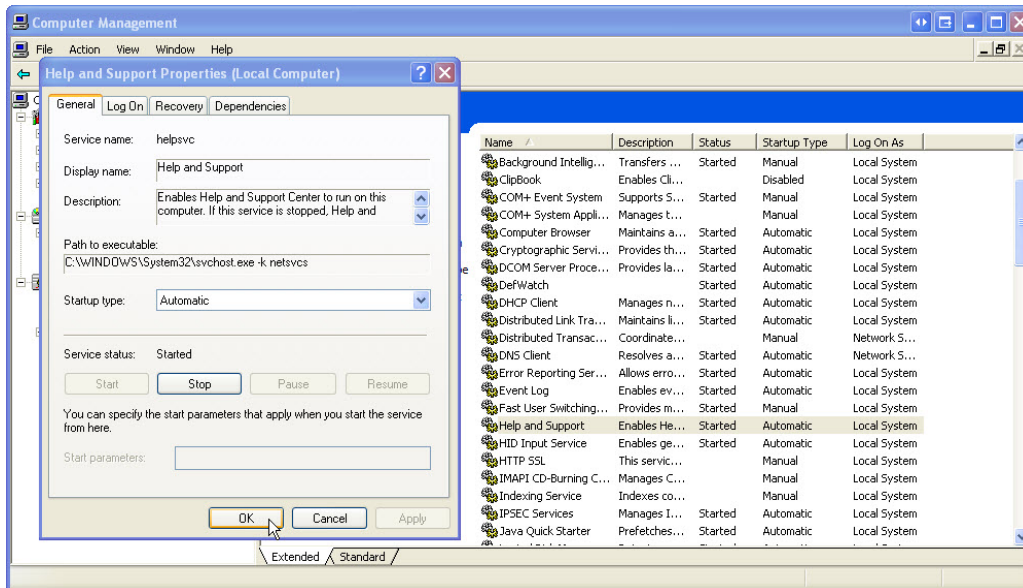 Computer Management
File Action View Window Help
Help and Support Properties (Local Computer)
General Log On Recovery Dependencies
Service name: helpsvc
Display name: Help and Support
Description: Enables Help and Support Center to run on this
computer. If this service is stopped, Help and
Path to executable:
C:\WINDOWS\System32\svchost.exe -k netsvcs
Startup type: Automatic
Service status: Started
Start Stop Pause Resume
You can specify the start parameters that apply when you start the service
from here.
Start parameters:
OK Cancel Apply
Name Description Status Startup Type Log On As
Background Intellig... Transfers ... Started Manual Local System
ClipBook Enables Cli... Disabled Local System
COM+ Event System Supports S... Started Manual Local System
COM+ System Appli... Manages t... Manual Local System
Computer Browser Maintains a... Started Automatic Local System
Cryptographic Servi... Provides th... Started Automatic Local System
DCOM Server Proce... Provides la... Started Automatic Local System
DefWatch Started Automatic Local System
DHCP Client Manages n... Started Automatic Local System
Distributed Link Tra... Maintains li... Started Automatic Local System
Distributed Transac... Coordinate... Manual Network S...
DNS Client Resolves a... Started Automatic Network S...
Error Reporting Ser... Allows erro... Started Automatic Local System
Event Log Enables ev... Started Automatic Local System
Fast User Switching... Provides m... Started Manual Local System
Help and Support Enables He... Started Automatic Local System
HID Input Service Enables ge... Started Automatic Local System
HTTP SSL This servic... Manual Local System
IMAPI CD-Burning C... Manages C... Manual Local System
Indexing Service Indexes co... Manual Local System
IPSEC Services Manages I... Started Automatic Local System
Java Quick Starter Prefetches... Started Automatic Local System
Extended Standard